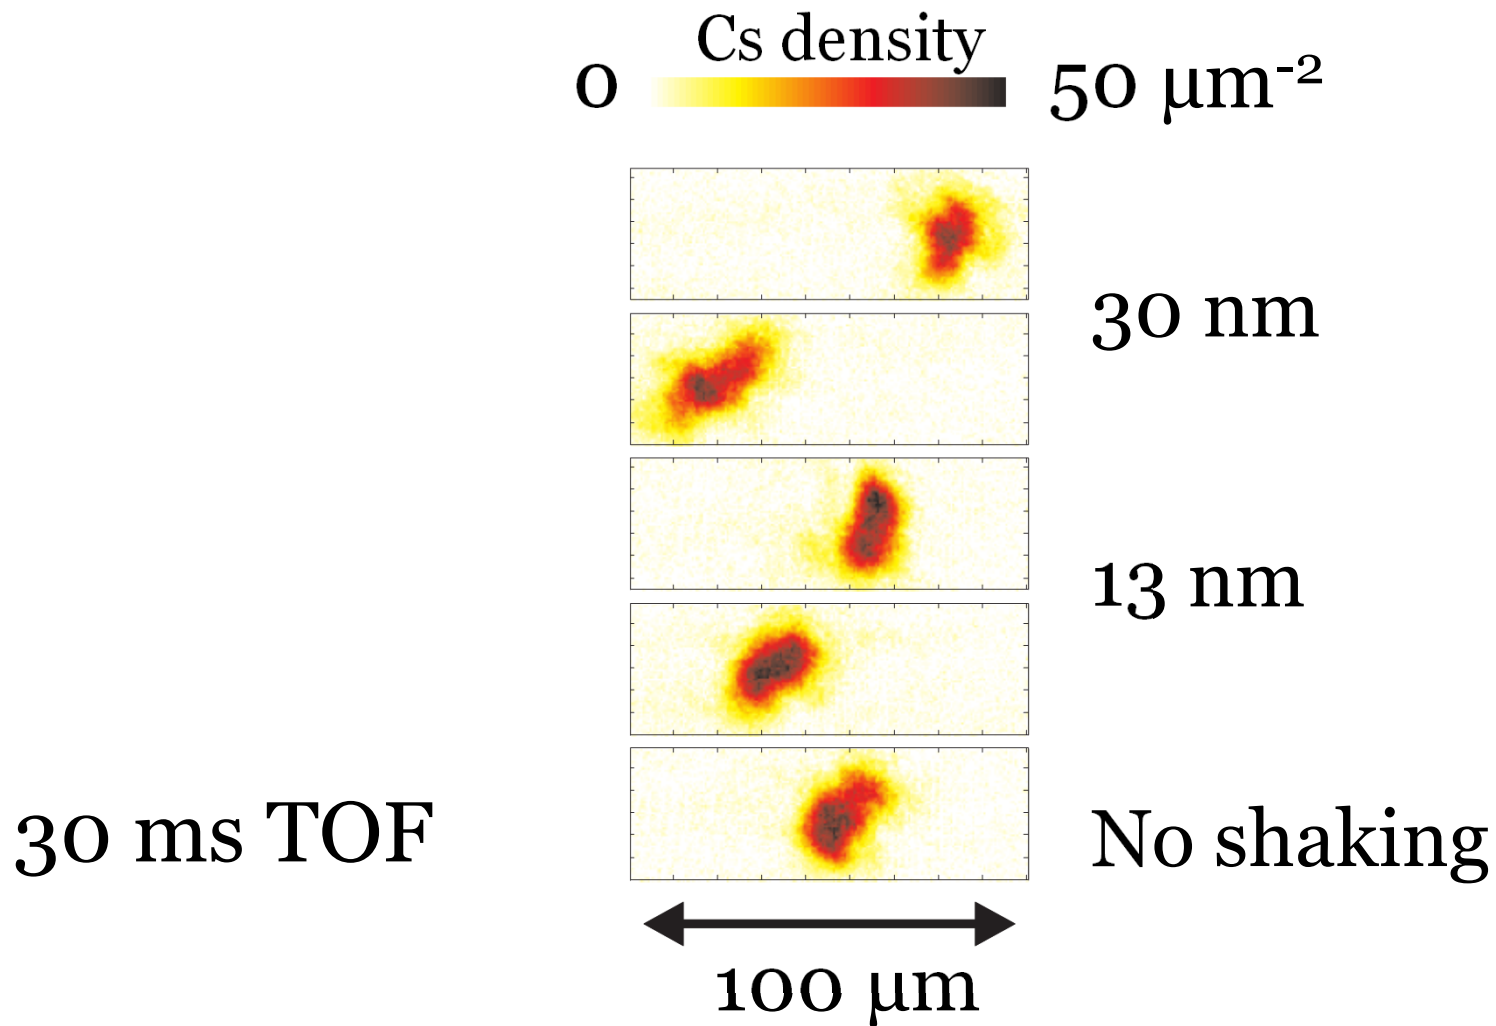 Cs density
0 50 μm-2
30 nm
13 nm
30 ms TOF No shaking
100 μm